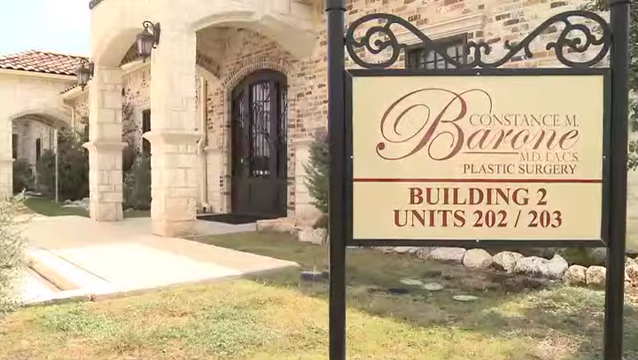 CONSTANCE M.
Barone
M.D. F.A.C.S.
PLASTIC SURGERY
BUILDING 2
UNITS 202 / 203